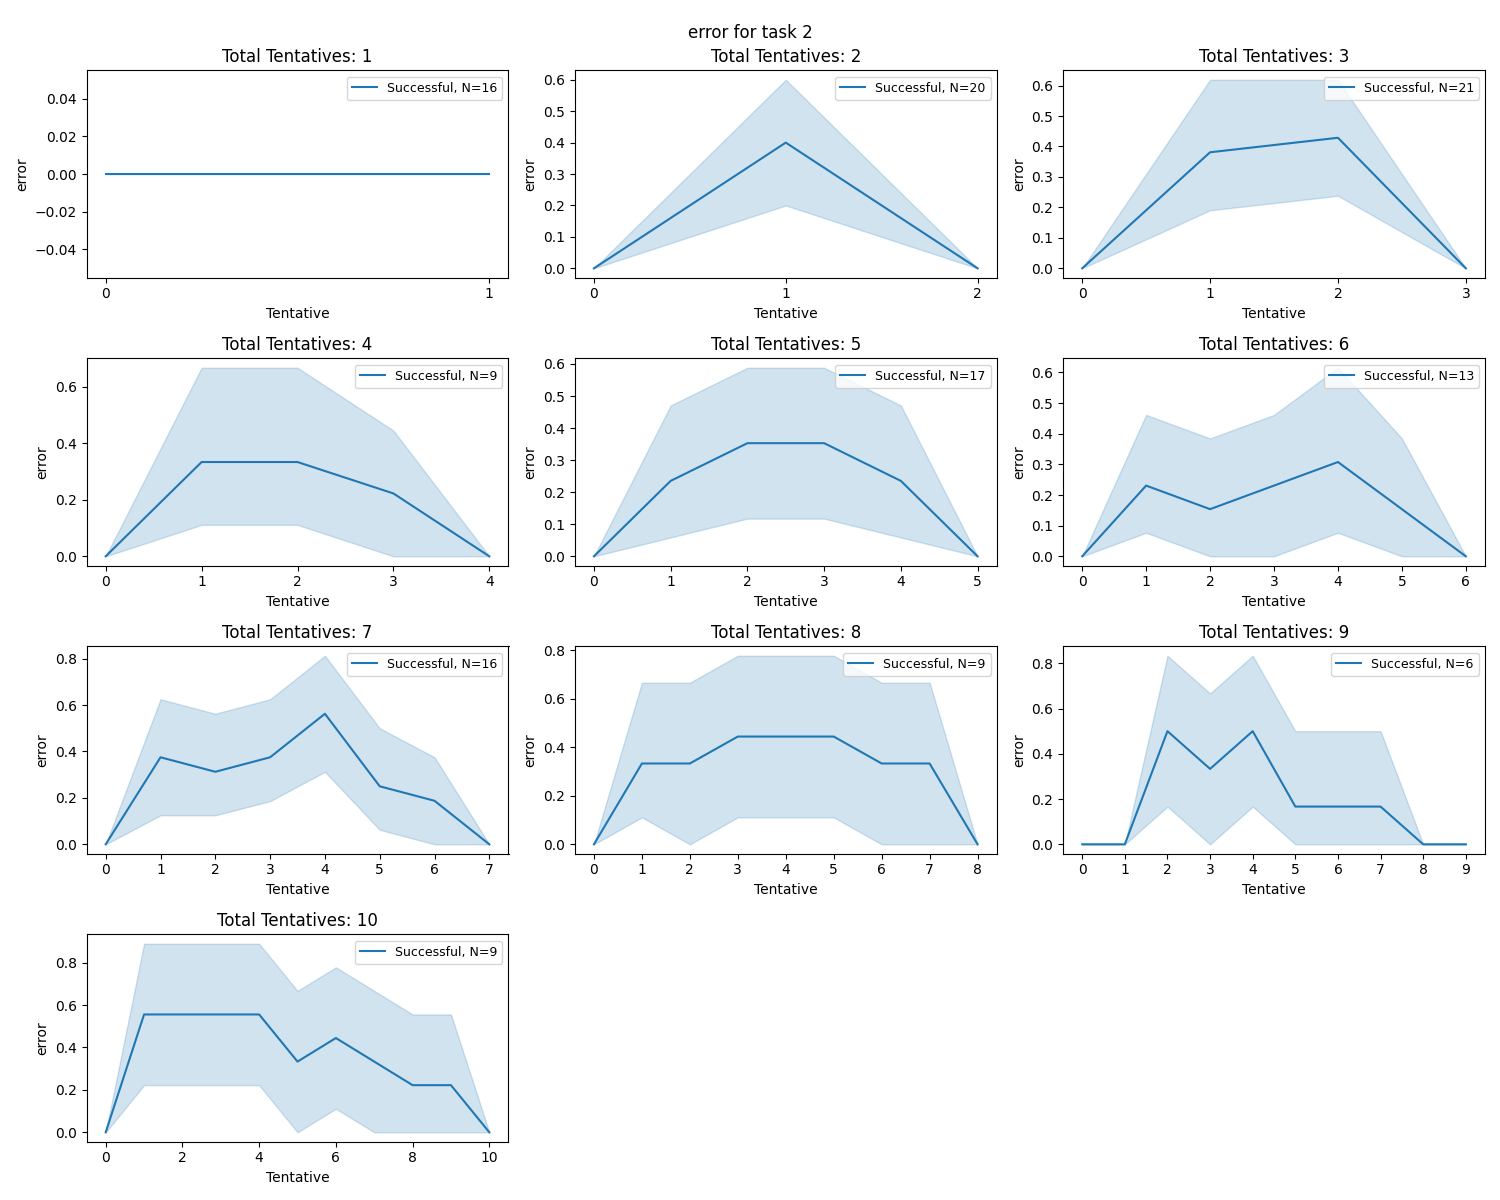 error for task 2
Total Tentatives: 1
error
0.04
0.02
0.00
−0.02
−0.04
Successful, N=16
0 1
Tentative
Total Tentatives: 2
error
0.6
0.5
0.4
0.3
0.2
0.1
0.0
Successful, N=20
0 1 2
Tentative
Total Tentatives: 3
error
0.6
0.5
0.4
0.3
0.2
0.1
0.0
Successful, N=21
0 1 2 3
Tentative
Total Tentatives: 4
error
0.6
0.4
0.2
0.0
Successful, N=9
0 1 2 3 4
Tentative
Total Tentatives: 5
error
0.6
0.5
0.4
0.3
0.2
0.1
0.0
Successful, N=17
0 1 2 3 4 5
Tentative
Total Tentatives: 6
error
0.6
0.5
0.4
0.3
0.2
0.1
0.0
Successful, N=13
0 1 2 3 4 5 6
Tentative
Total Tentatives: 7
error
0.8
0.6
0.4
0.2
0.0
Successful, N=16
0 1 2 3 4 5 6 7
Tentative
Total Tentatives: 8
error
0.8
0.6
0.4
0.2
0.0
Successful, N=9
0 1 2 3 4 5 6 7 8
Tentative
Total Tentatives: 9
error
0.8
0.6
0.4
0.2
0.0
Successful, N=6
0 1 2 3 4 5 6 7 8 9
Tentative
Total Tentatives: 10
error
0.8
0.6
0.4
0.2
0.0
Successful, N=9
0 2 4 6 8 10
Tentative